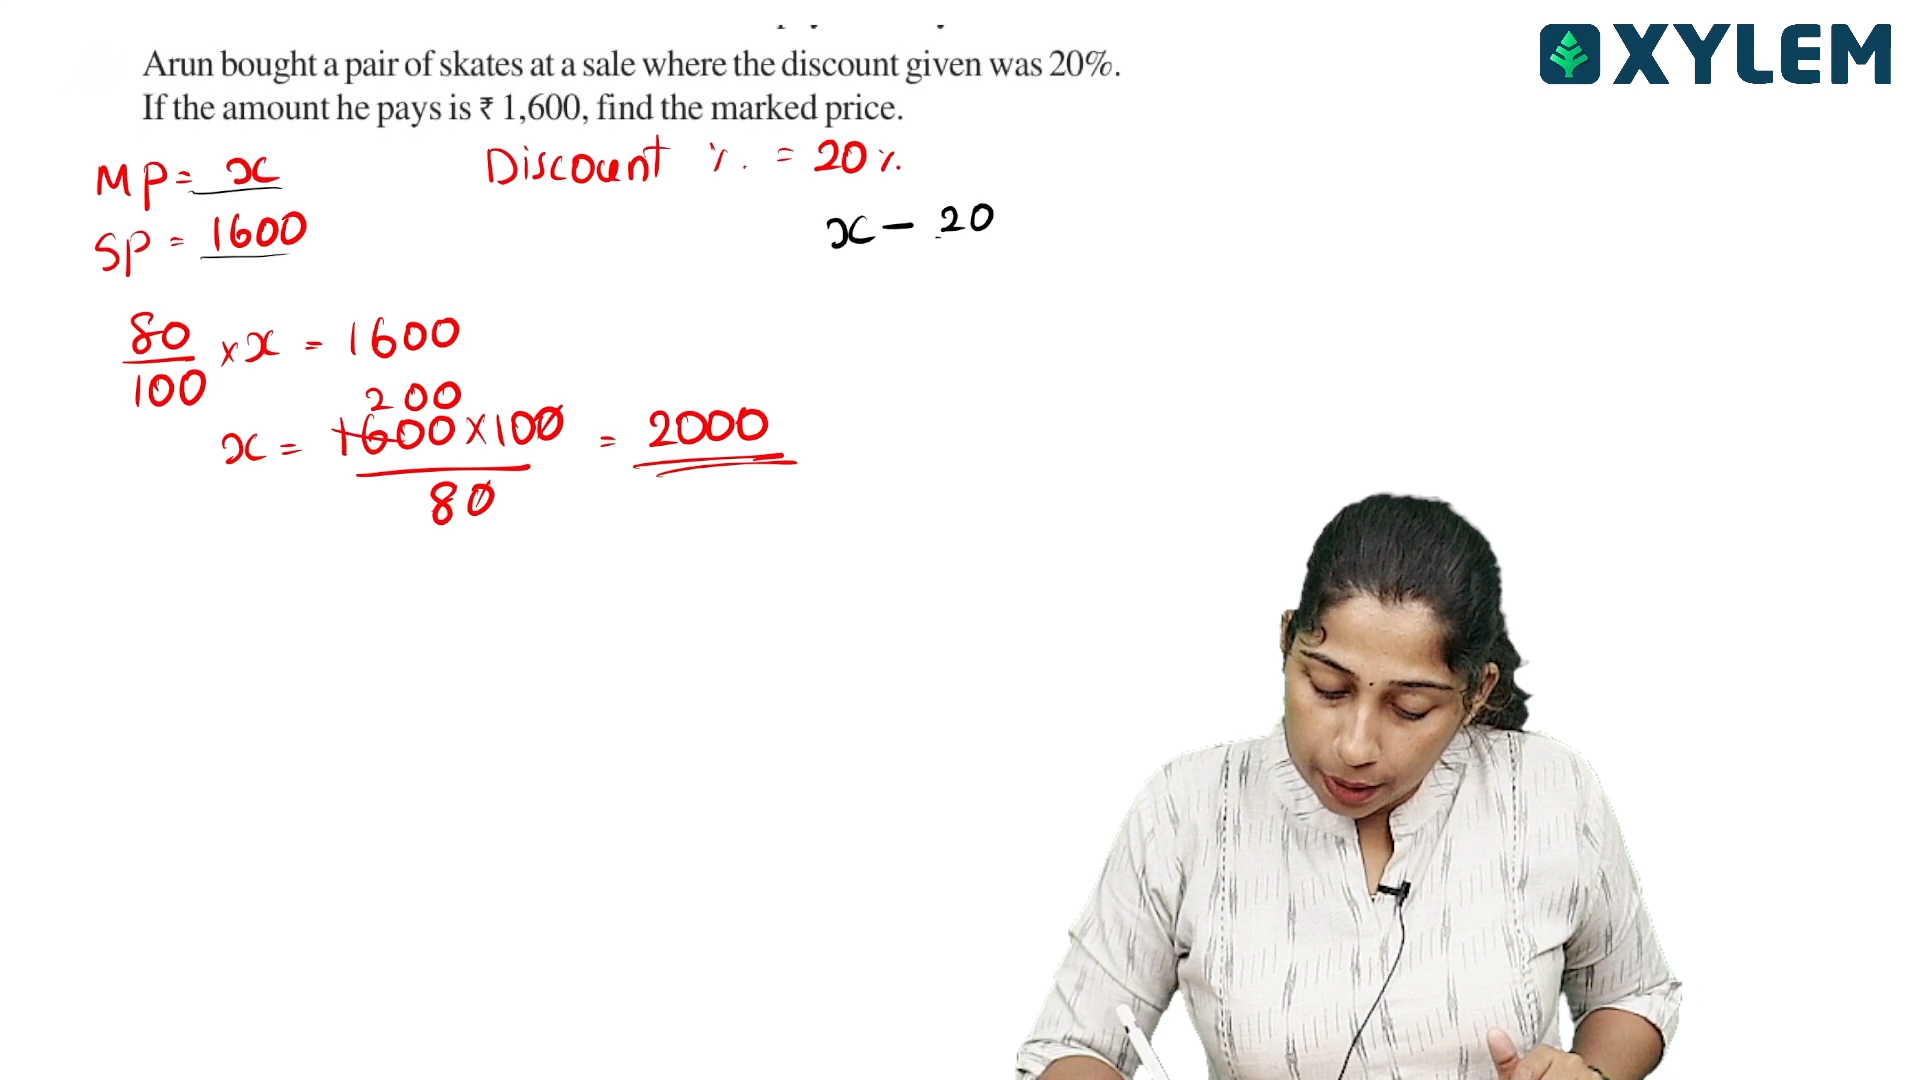 XYLEM
Arun bought a pair of skates at a sale where the discount given was 20%.
If the amount he pays is ₹ 1,600, find the marked price.
MP = x
Discount % = 20%
SP = 1600
x - 20
80/100 × x = 1600
200
x = 1600 × 100 / 80 = 2000